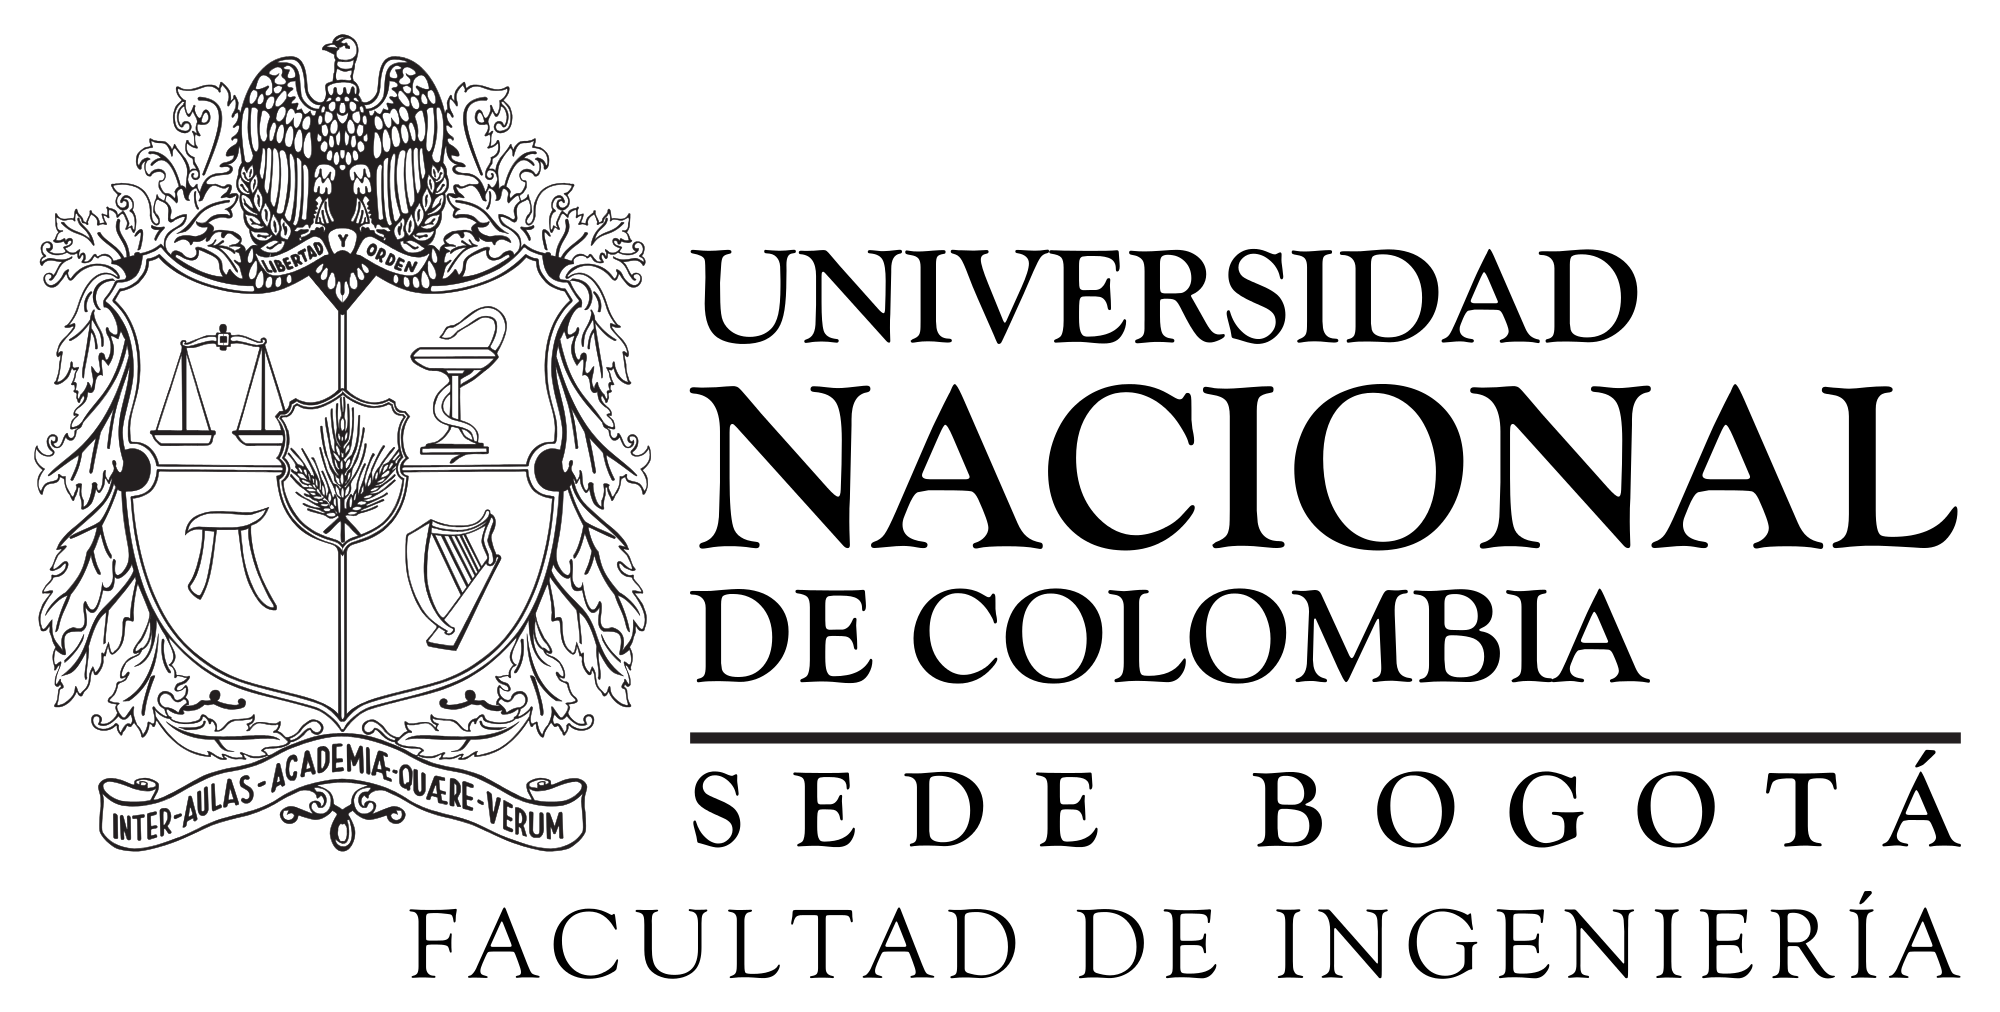 LIBERTAD Y ORDEN
INTER-AULAS-ACADEMIÆ-QUÆRE-VERUM
UNIVERSIDAD
NACIONAL
DE COLOMBIA
SEDE BOGOTÁ
FACULTAD DE INGENIERÍA